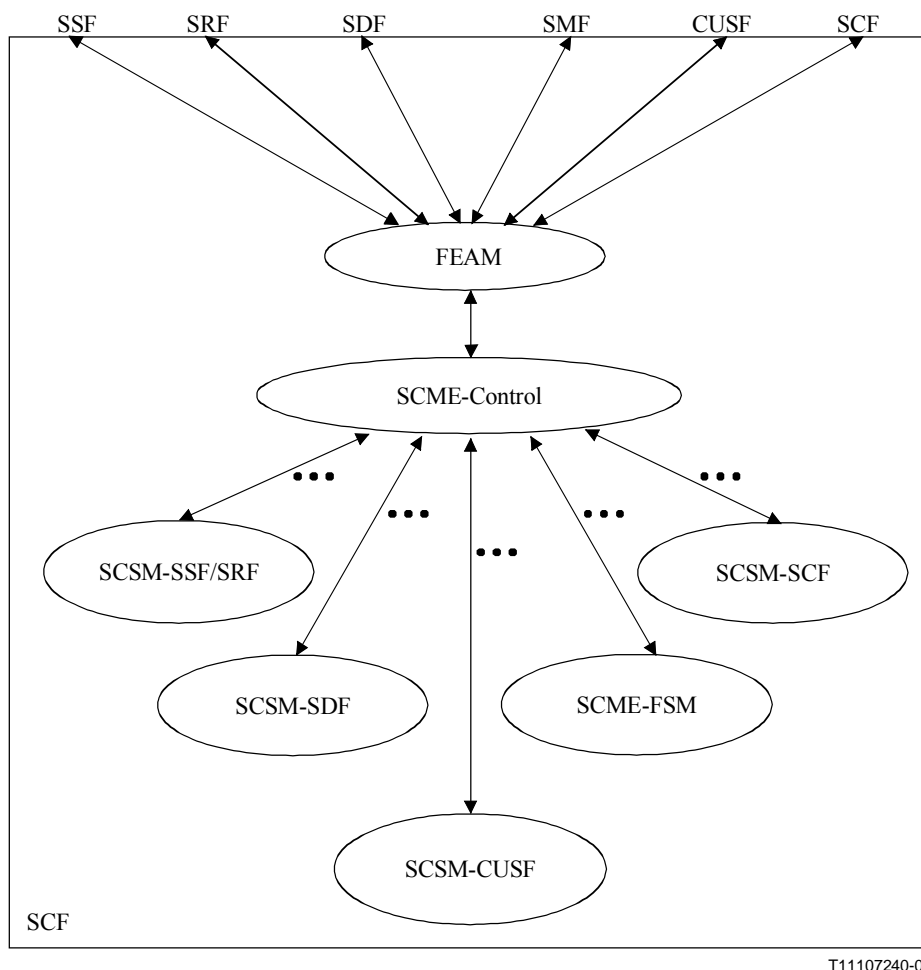 SSF SRF SDF SMF CUSF SCF
FEAM
SCME-Control
SCSM-SSF/SRF
SCSM-SCF
SCSM-SDF
SCME-FSM
SCSM-CUSF
SCF